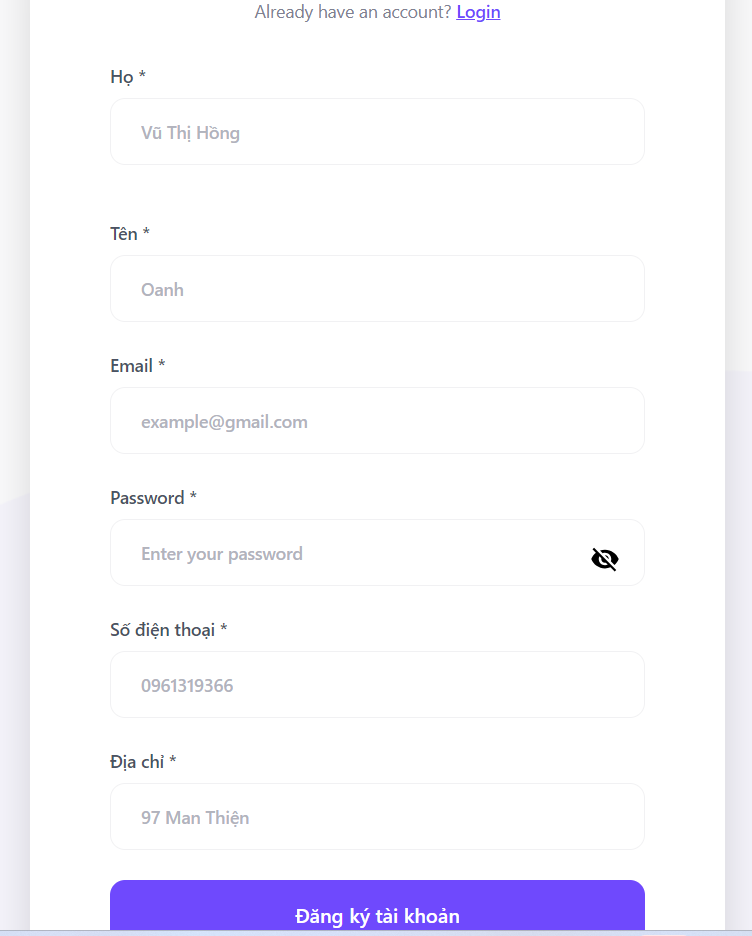 Already have an account? Login
Họ *
Vũ Thị Hồng
Tên *
Oanh
Email *
example@gmail.com
Password *
Enter your password
Số điện thoại *
0961319366
Địa chỉ *
97 Man Thiện
Đăng ký tài khoản